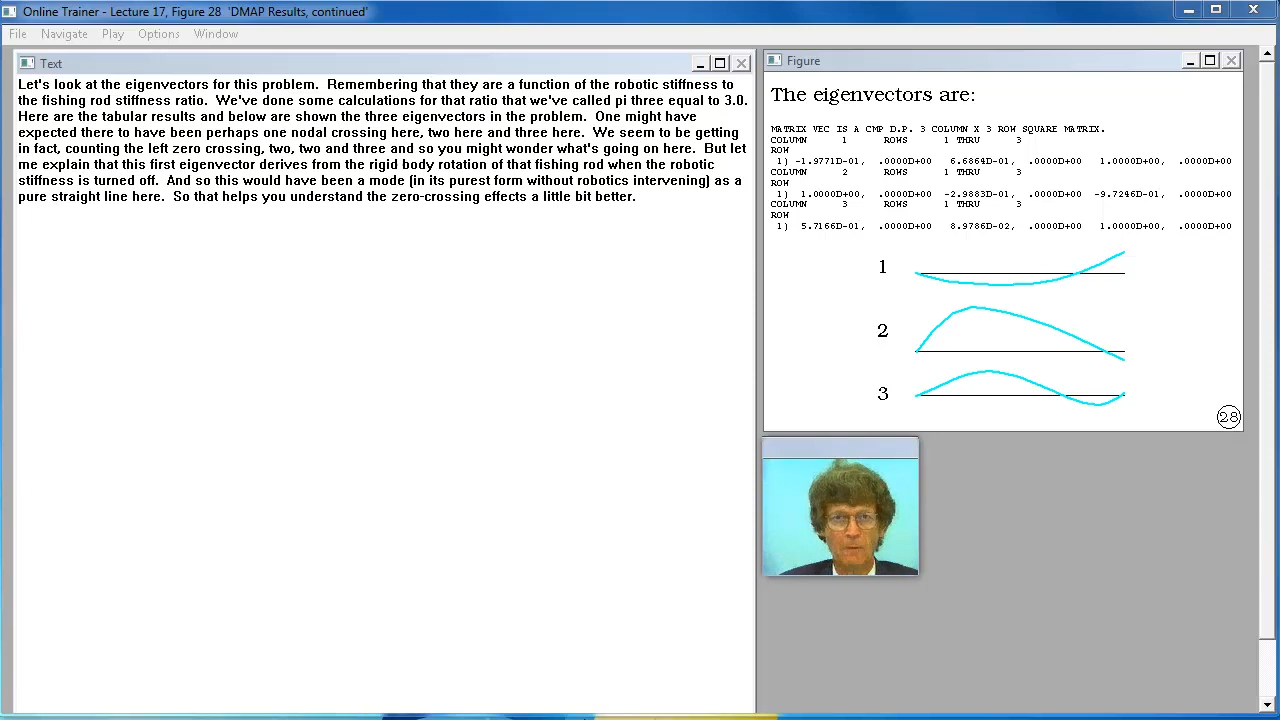 Online Trainer - Lecture 17, Figure 28 'DMAP Results, continued'
File Navigate Play Options Window
Text
Let's look at the eigenvectors for this problem. Remembering that they are a function of the robotic stiffness to
the fishing rod stiffness ratio. We've done some calculations for that ratio that we've called pi three equal to 3.0.
Here are the tabular results and below are shown the three eigenvectors in the problem. One might have
expected there to have been perhaps one nodal crossing here, two here and three here. We seem to be getting
in fact, counting the left zero crossing, two, two and three and so you might wonder what's going on here. But let
me explain that this first eigenvector derives from the rigid body rotation of that fishing rod when the robotic
stiffness is turned off. And so this would have been a mode (in its purest form without robotics intervening) as a
pure straight line here. So that helps you understand the zero-crossing effects a little bit better.
Figure
The eigenvectors are:
MATRIX VEC IS A CMP D.P. 3 COLUMN X 3 ROW SQUARE MATRIX.
COLUMN 1 ROWS 1 THRU 3
ROW
1) -1.9771D-01, .0000D+00 6.6864D-01, .0000D+00 1.0000D+00, .0000D+00
COLUMN 2 ROWS 1 THRU 3
ROW
1) 1.0000D+00, .0000D+00 -2.9883D-01, .0000D+00 -9.7246D-01, .0000D+00
COLUMN 3 ROWS 1 THRU 3
ROW
1) 5.7166D-01, .0000D+00 8.9786D-02, .0000D+00 1.0000D+00, .0000D+00
1
2
3
28